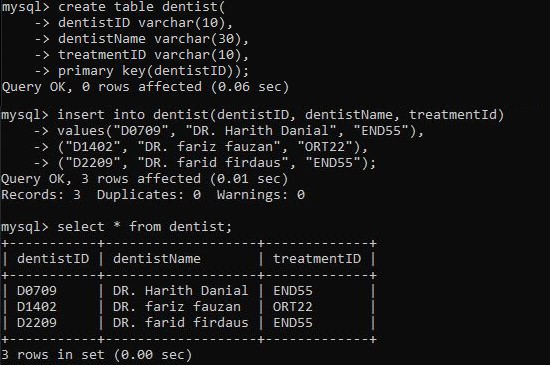 mysql> create table dentist(
    -> dentistID varchar(10),
    -> dentistName varchar(30),
    -> treatmentID varchar(10),
    -> primary key(dentistID));
Query OK, 0 rows affected (0.06 sec)

mysql> insert into dentist(dentistID, dentistName, treatmentId)
    -> values("D0709", "DR. Harith Danial", "END55"),
    -> ("D1402", "DR. fariz fauzan", "ORT22"),
    -> ("D2209", "DR. farid firdaus", "END55");
Query OK, 3 rows affected (0.01 sec)
Records: 3  Duplicates: 0  Warnings: 0

mysql> select * from dentist;
+-----------+-------------------+-------------+
| dentistID | dentistName       | treatmentID |
+-----------+-------------------+-------------+
| D0709     | DR. Harith Danial | END55       |
| D1402     | DR. fariz fauzan  | ORT22       |
| D2209     | DR. farid firdaus | END55       |
+-----------+-------------------+-------------+
3 rows in set (0.00 sec)